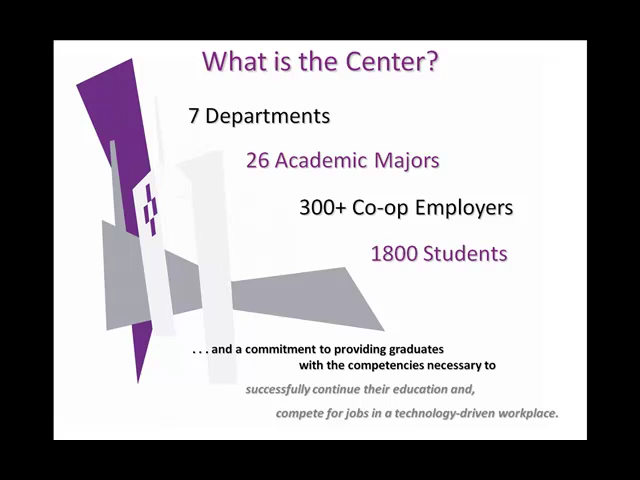 What is the Center?
7 Departments
26 Academic Majors
300+ Co-op Employers
1800 Students
. . . and a commitment to providing graduates
with the competencies necessary to
successfully continue their education and,
compete for jobs in a technology-driven workplace.